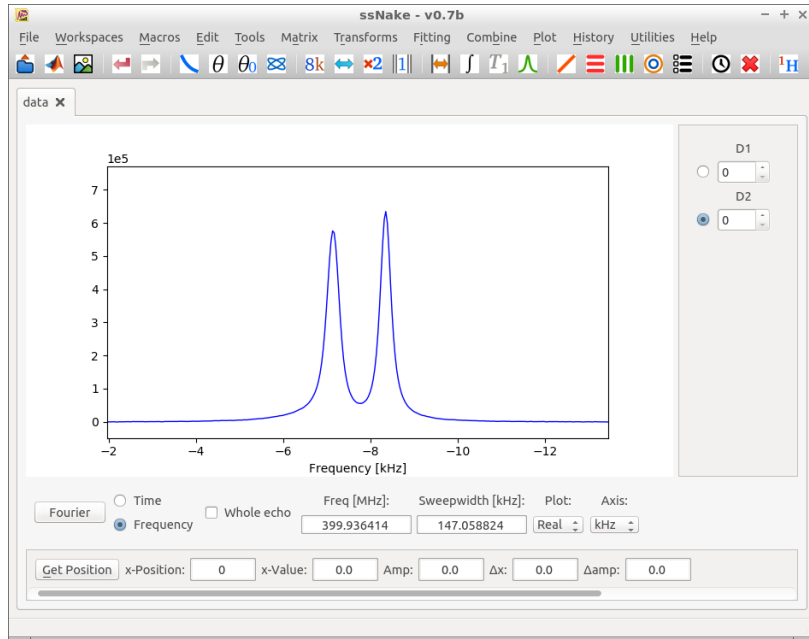 ssNake - v0.7b
File Workspaces Macros Edit Tools Matrix Transforms Fitting Combine Plot History Utilities Help
θ θ0 8k ×2 ||1|| ∫ T1 1H
data
1e5
7
6
5
4
3
2
1
0
−2 −4 −6 −8 −10 −12
Frequency [kHz]
D1
0
D2
0
Fourier
Time
Frequency
Whole echo
Freq [MHz]: Sweepwidth [kHz]: Plot: Axis:
399.936414 147.058824 Real kHz
Get Position x-Position: 0 x-Value: 0.0 Amp: 0.0 Δx: 0.0 Δamp: 0.0